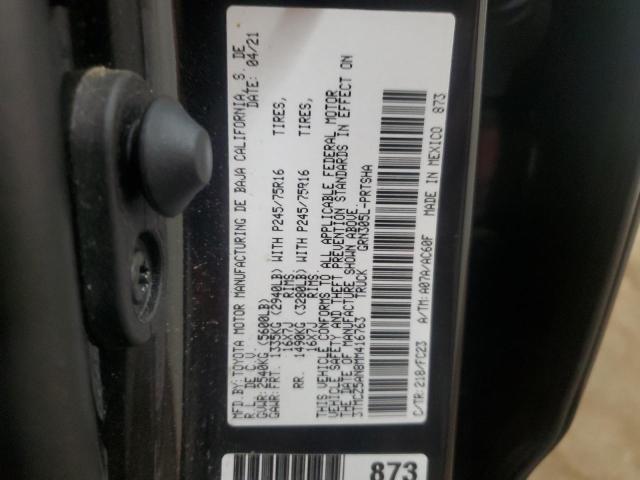 MFD.BY: TOYOTA MOTOR MANUFACTURING DE BAJA CALIFORNIA, S. DE
R.L. DE C.V. DATE: 04/21
GVWR: 2540KG (5600LB)
GAWR: FRT. 1335KG (2940LB) WITH P245/75R16 TIRES,
16X7J RIMS.
RR. 1490KG (3280LB) WITH P245/75R16 TIRES,
16X7J RIMS.
THIS VEHICLE CONFORMS TO ALL APPLICABLE FEDERAL MOTOR
VEHICLE SAFETY AND THEFT PREVENTION STANDARDS IN EFFECT ON
THE DATE OF MANUFACTURE SHOWN ABOVE.
3TMCZ5AN8MM416763 TRUCK GRN305L-PRTSHA
C/TR: 218/FC23 A/TM: A07A/AC60F MADE IN MEXICO 873
873